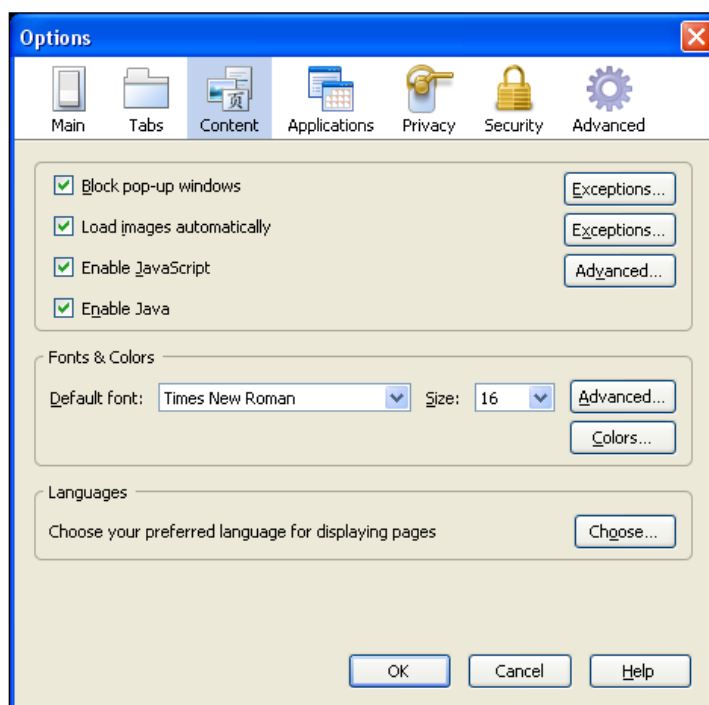 Options
Main Tabs Content Applications Privacy Security Advanced
页
Block pop-up windows Exceptions...
Load images automatically Exceptions...
Enable JavaScript Advanced...
Enable Java
Fonts & Colors
Default font: Times New Roman Size: 16 Advanced...
Colors...
Languages
Choose your preferred language for displaying pages Choose...
OK Cancel Help